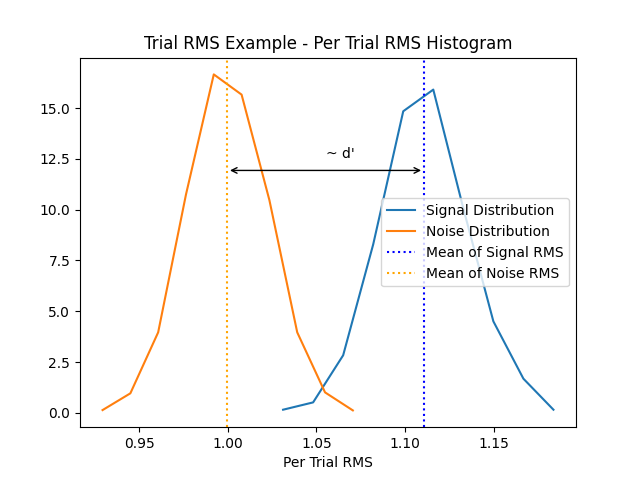 Trial RMS Example - Per Trial RMS Histogram
15.0
12.5
10.0
7.5
5.0
2.5
0.0
~ d'
Signal Distribution
Noise Distribution
Mean of Signal RMS
Mean of Noise RMS
0.95
1.00
1.05
1.10
1.15
Per Trial RMS